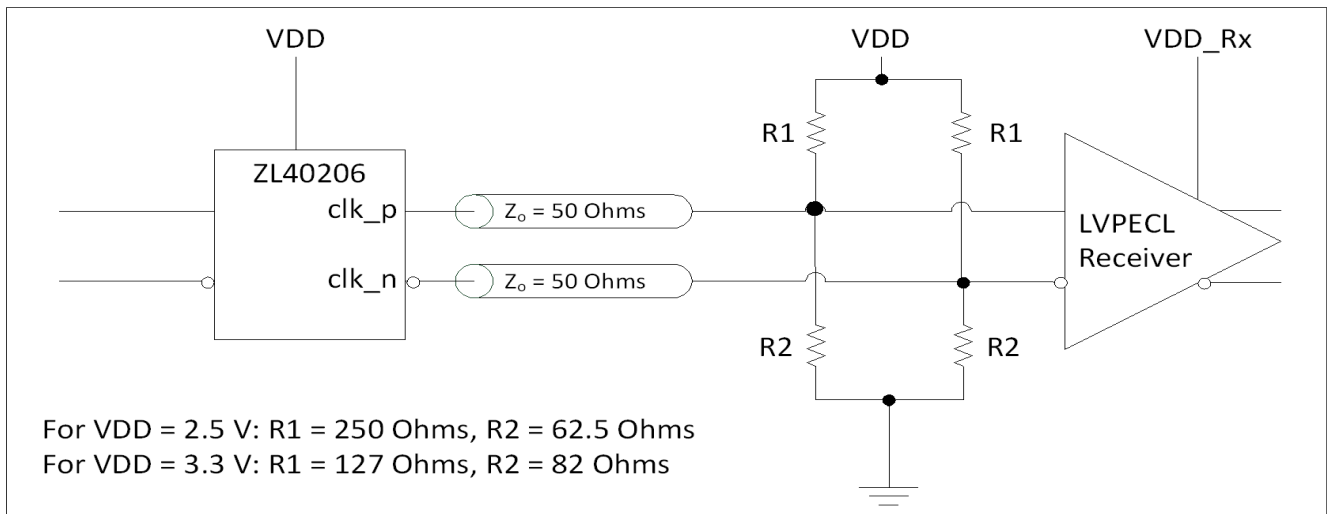 VDD
VDD
VDD_Rx
ZL40206
R1
R1
clk_p
Zo = 50 Ohms
LVPECL
Receiver
clk_n
Zo = 50 Ohms
R2
R2
For VDD = 2.5 V: R1 = 250 Ohms, R2 = 62.5 Ohms
For VDD = 3.3 V: R1 = 127 Ohms, R2 = 82 Ohms